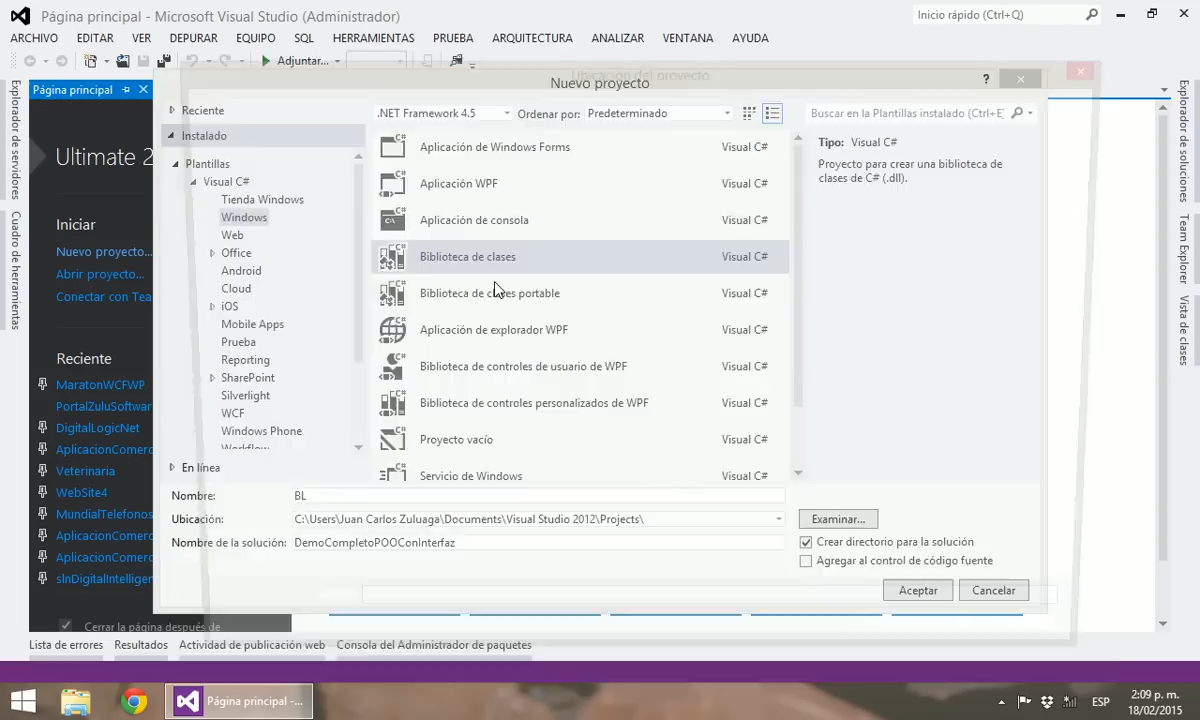 Página principal - Microsoft Visual Studio (Administrador)
Inicio rápido (Ctrl+Q)
ARCHIVO EDITAR VER DEPURAR EQUIPO SQL HERRAMIENTAS PRUEBA ARQUITECTURA ANALIZAR VENTANA AYUDA
Adjuntar...
Explorador de servidores
Cuadro de herramientas
Página principal
Ultimate 2
Iniciar
Nuevo proyecto...
Abrir proyecto...
Conectar con Tea
Reciente
MaratonWCFWP
PortalZuluSoftwar
DigitalLogicNet
AplicacionComerc
Veterinaria
WebSite4
MundialTelefonos
AplicacionComerc
AplicacionComerc
slnDigitalIntelliger
Cerrar la página después de
Ubicación del proyecto
Nuevo proyecto
?
Reciente
Instalado
Plantillas
Visual C#
Tienda Windows
Windows
Web
Office
Android
Cloud
iOS
Mobile Apps
Prueba
Reporting
SharePoint
Silverlight
WCF
Windows Phone
Workflow
En línea
.NET Framework 4.5
Ordenar por: Predeterminado
Buscar en la Plantillas instalado (Ctrl+E)
Aplicación de Windows Forms Visual C#
Aplicación WPF Visual C#
Aplicación de consola Visual C#
Biblioteca de clases Visual C#
Biblioteca de clases portable Visual C#
Aplicación de explorador WPF Visual C#
Biblioteca de controles de usuario de WPF Visual C#
Biblioteca de controles personalizados de WPF Visual C#
Proyecto vacío Visual C#
Servicio de Windows Visual C#
Tipo: Visual C#
Proyecto para crear una biblioteca
de clases de C# (.dll).
Nombre: BL
Ubicación: C:\Users\Juan Carlos Zuluaga\Documents\Visual Studio 2012\Projects\
Examinar...
Nombre de la solución: DemoCompletoPOOConInterfaz
Crear directorio para la solución
Agregar al control de código fuente
Aceptar Cancelar
Explorador de soluciones
Team Explorer
Vista de clases
Lista de errores Resultados Actividad de publicación web Consola del Administrador de paquetes
Página principal -...
ESP
2:09 p. m.
18/02/2015